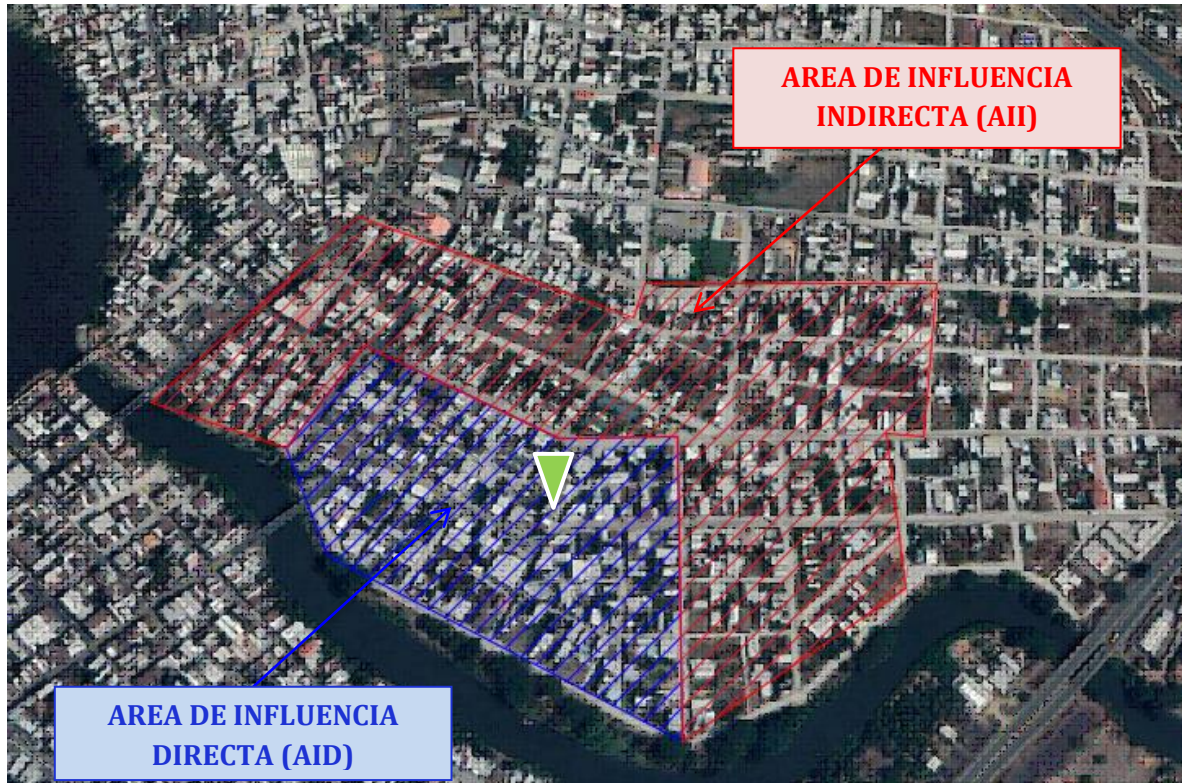 AREA DE INFLUENCIA
INDIRECTA (AII)
AREA DE INFLUENCIA
DIRECTA (AID)